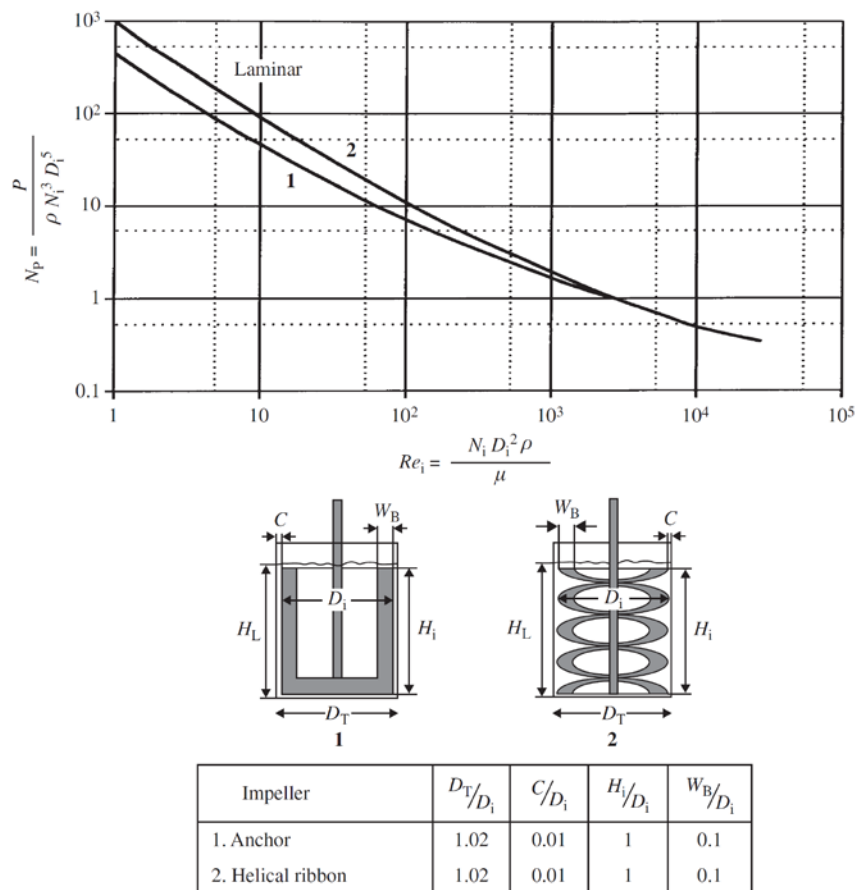 10³
10²
10
1
0.1
N_P = P / ρ N_i³ D_i⁵
Laminar
2
1
1 10 10² 10³ 10⁴ 10⁵
Re_i = N_i D_i² ρ / μ
C W_B W_B C
D_i D_i
H_L H_i H_L H_i
D_T D_T
1 2
Impeller D_T/D_i C/D_i H_i/D_i W_B/D_i
1. Anchor 1.02 0.01 1 0.1
2. Helical ribbon 1.02 0.01 1 0.1